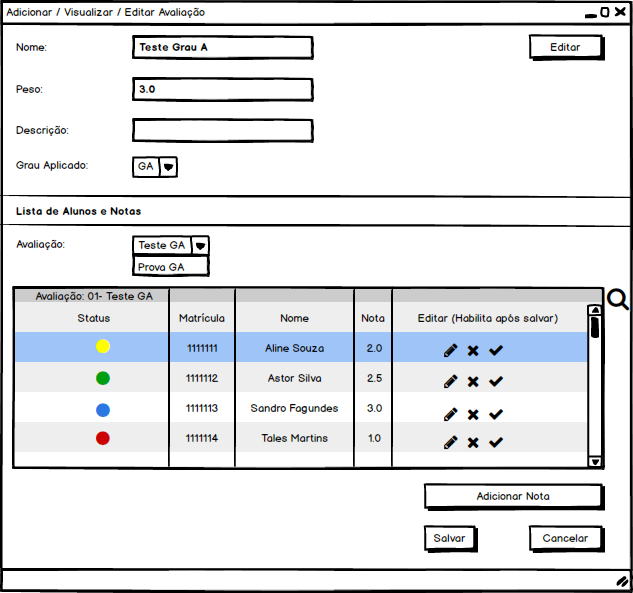 Adicionar / Visualizar / Editar Avaliação
Nome: Teste Grau A Editar
Peso: 3.0
Descrição:
Grau Aplicado: GA
Lista de Alunos e Notas
Avaliação: Teste GA
Prova GA
Avaliação: 01- Teste GA
Status Matrícula Nome Nota Editar (Habilita após salvar)
1111111 Aline Souza 2.0
1111112 Astor Silva 2.5
1111113 Sandro Fagundes 3.0
1111114 Tales Martins 1.0
Adicionar Nota
Salvar Cancelar